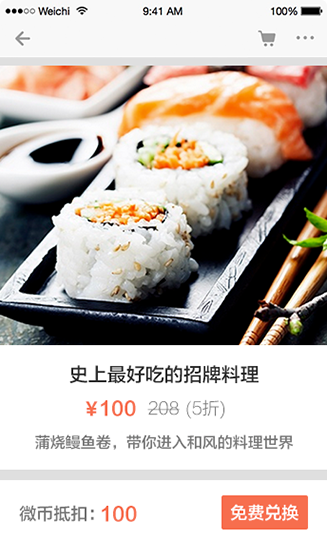 Weichi 9:41 AM 100%
史上最好吃的招牌料理
¥100 208 (5折)
蒲烧鳗鱼卷，带你进入和风的料理世界
微币抵扣：100 免费兑换